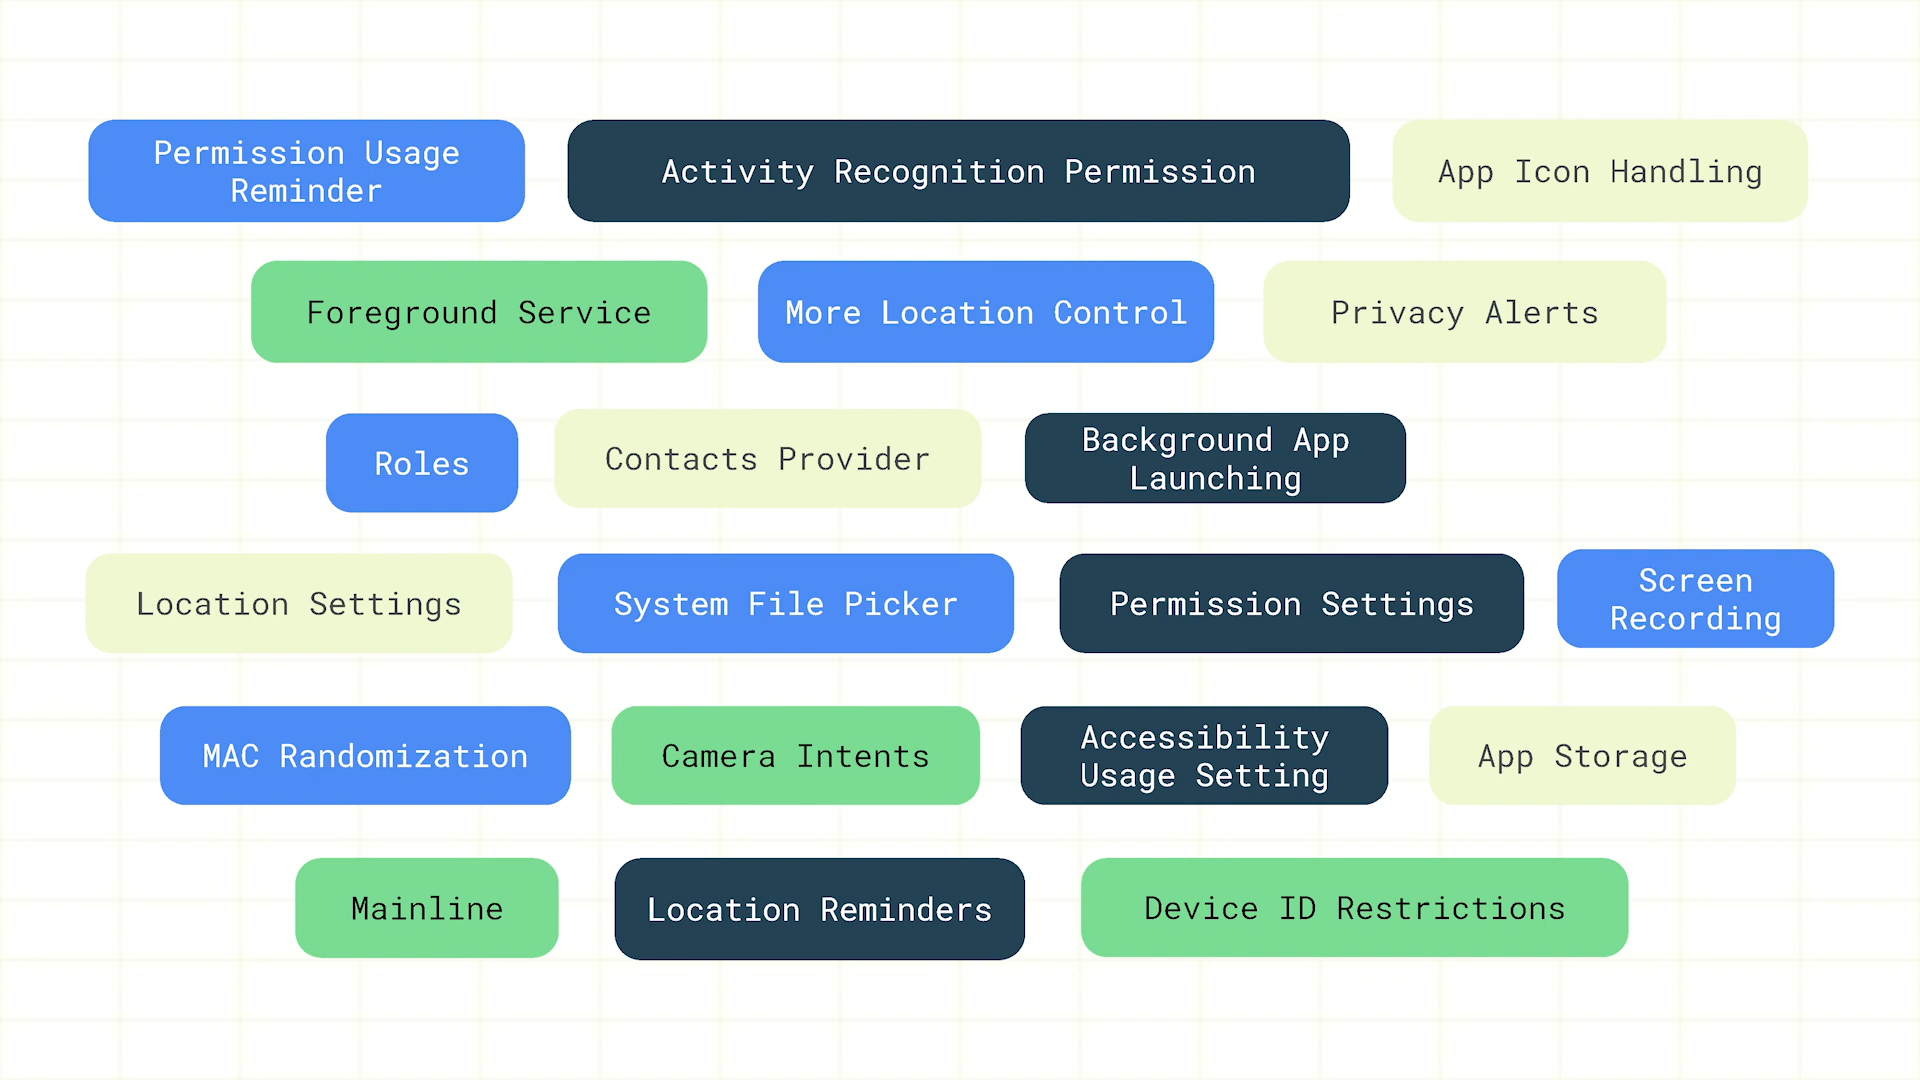 Permission Usage
Reminder
Activity Recognition Permission
App Icon Handling
Foreground Service
More Location Control
Privacy Alerts
Roles
Contacts Provider
Background App
Launching
Location Settings
System File Picker
Permission Settings
Screen
Recording
MAC Randomization
Camera Intents
Accessibility
Usage Setting
App Storage
Mainline
Location Reminders
Device ID Restrictions